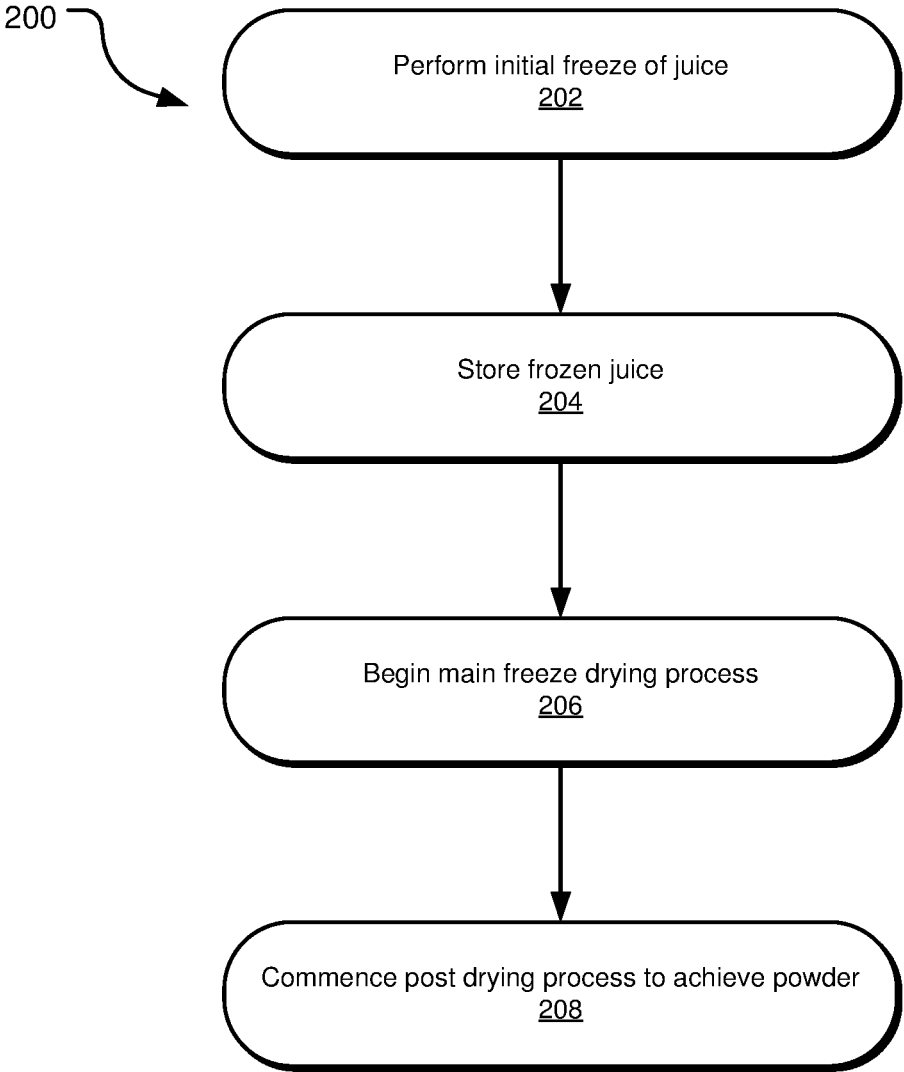 200
Perform initial freeze of juice
202
Store frozen juice
204
Begin main freeze drying process
206
Commence post drying process to achieve powder
208